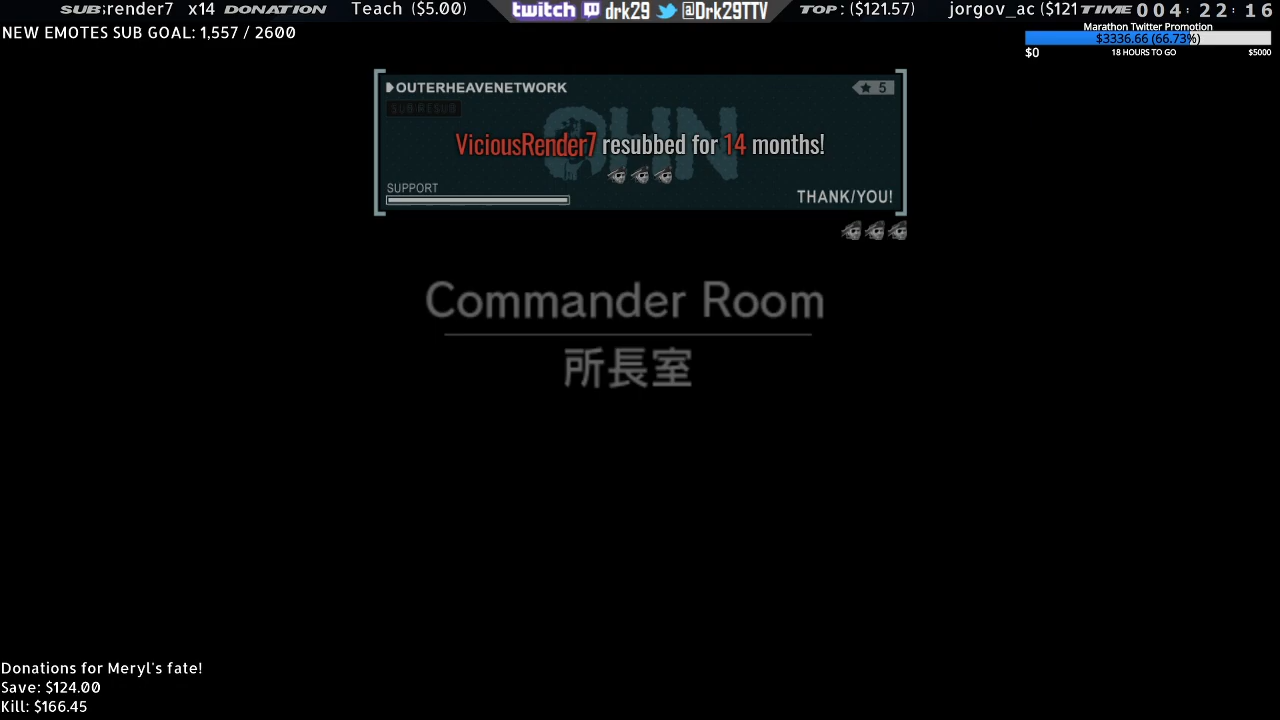 SUB: render7 x14 DONATION Teach ($5.00) twitch drk29 @Drk29TTV TOP: ($121.57) jorgov_ac ($121 TIME 004:22:16
NEW EMOTES SUB GOAL: 1,557 / 2600
Marathon Twitter Promotion
$3336.66 (66.73%)
$0 18 HOURS TO GO $5000
OUTERHEAVENETWORK ★ 5
SUB/RESUB
OHN
ViciousRender7 resubbed for 14 months!
SUPPORT
THANK/YOU!
Commander Room
所長室
Donations for Meryl's fate!
Save: $124.00
Kill: $166.45